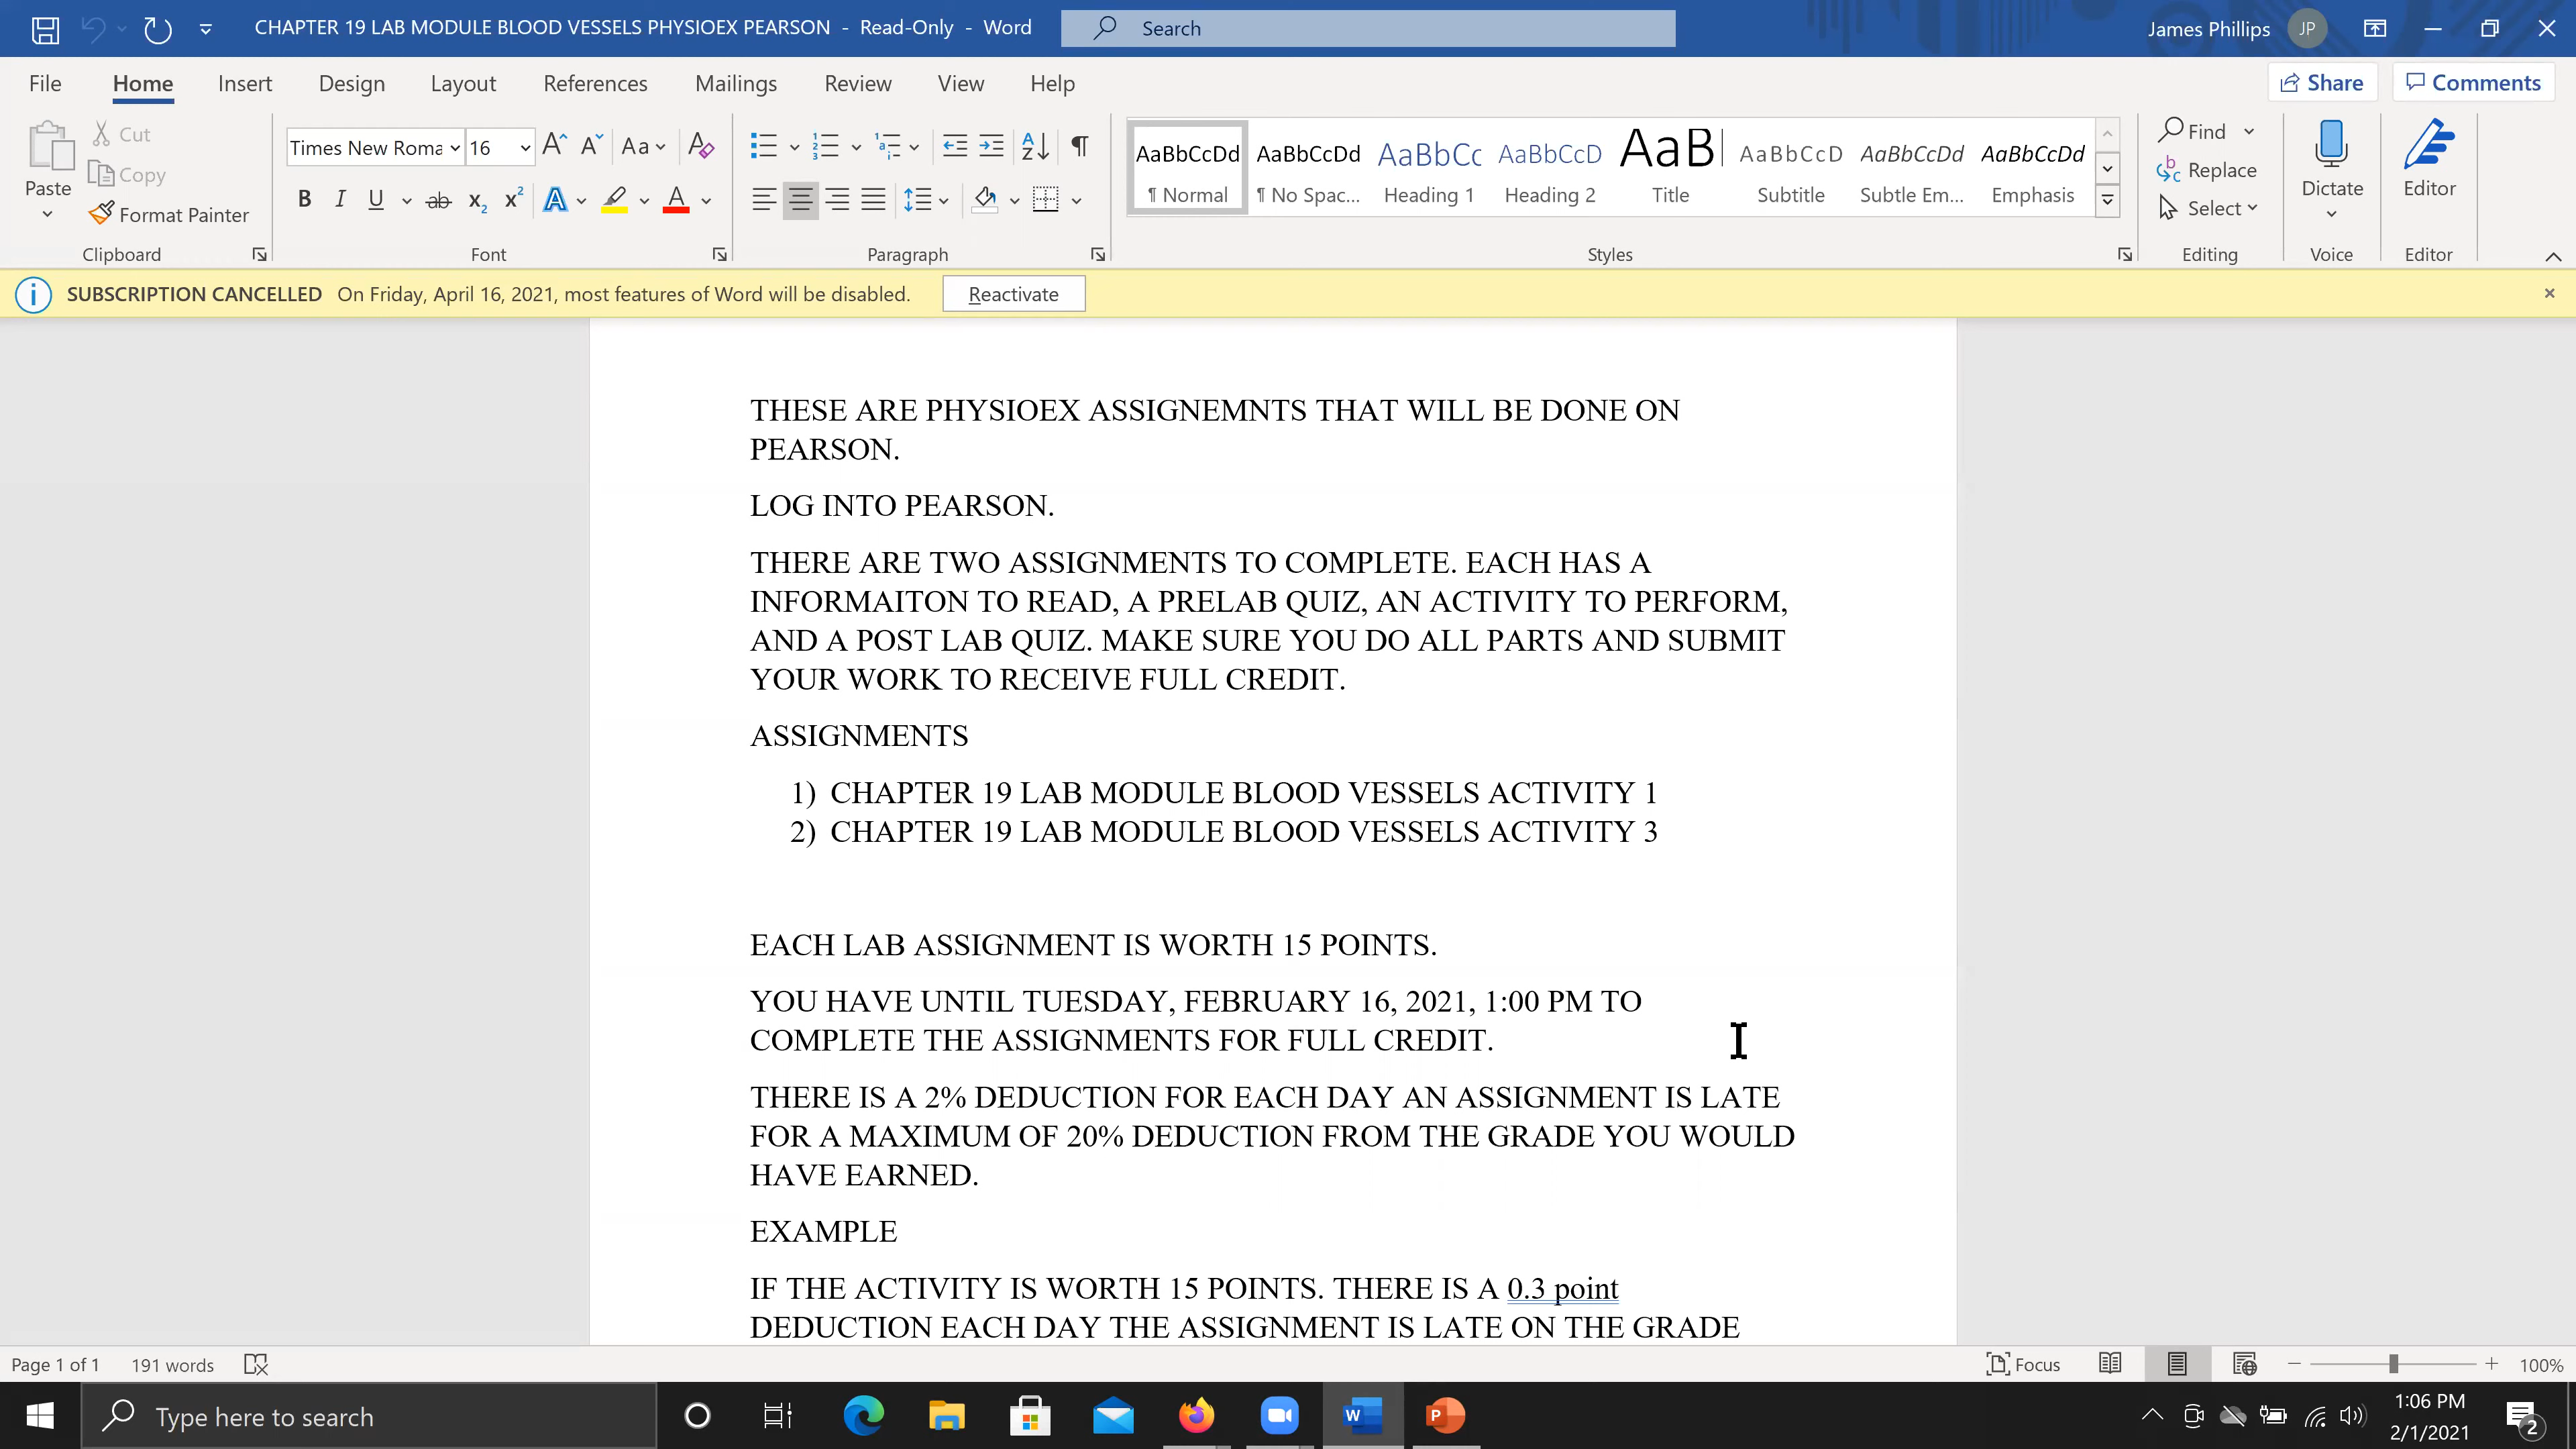 CHAPTER 19 LAB MODULE BLOOD VESSELS PHYSIOEX PEARSON - Read-Only - Word
Search
James Phillips JP
File Home Insert Design Layout References Mailings Review View Help
Share Comments
Paste
Cut
Copy
Format Painter
Clipboard
Times New Roma 16
Font
Paragraph
AaBbCcDd AaBbCcDd AaBbCc AaBbCcD AaB AaBbCcD AaBbCcDd AaBbCcDd
¶ Normal ¶ No Spac... Heading 1 Heading 2 Title Subtitle Subtle Em... Emphasis
Styles
Find
Replace
Select
Editing
Dictate
Voice
Editor
Editor
SUBSCRIPTION CANCELLED On Friday, April 16, 2021, most features of Word will be disabled. Reactivate
THESE ARE PHYSIOEX ASSIGNEMNTS THAT WILL BE DONE ON
PEARSON.
LOG INTO PEARSON.
THERE ARE TWO ASSIGNMENTS TO COMPLETE. EACH HAS A
INFORMAITON TO READ, A PRELAB QUIZ, AN ACTIVITY TO PERFORM,
AND A POST LAB QUIZ. MAKE SURE YOU DO ALL PARTS AND SUBMIT
YOUR WORK TO RECEIVE FULL CREDIT.
ASSIGNMENTS
1) CHAPTER 19 LAB MODULE BLOOD VESSELS ACTIVITY 1
2) CHAPTER 19 LAB MODULE BLOOD VESSELS ACTIVITY 3
EACH LAB ASSIGNMENT IS WORTH 15 POINTS.
YOU HAVE UNTIL TUESDAY, FEBRUARY 16, 2021, 1:00 PM TO
COMPLETE THE ASSIGNMENTS FOR FULL CREDIT.
THERE IS A 2% DEDUCTION FOR EACH DAY AN ASSIGNMENT IS LATE
FOR A MAXIMUM OF 20% DEDUCTION FROM THE GRADE YOU WOULD
HAVE EARNED.
EXAMPLE
IF THE ACTIVITY IS WORTH 15 POINTS. THERE IS A 0.3 point
DEDUCTION EACH DAY THE ASSIGNMENT IS LATE ON THE GRADE
Page 1 of 1 191 words
Focus
100%
Type here to search
1:06 PM
2/1/2021
2